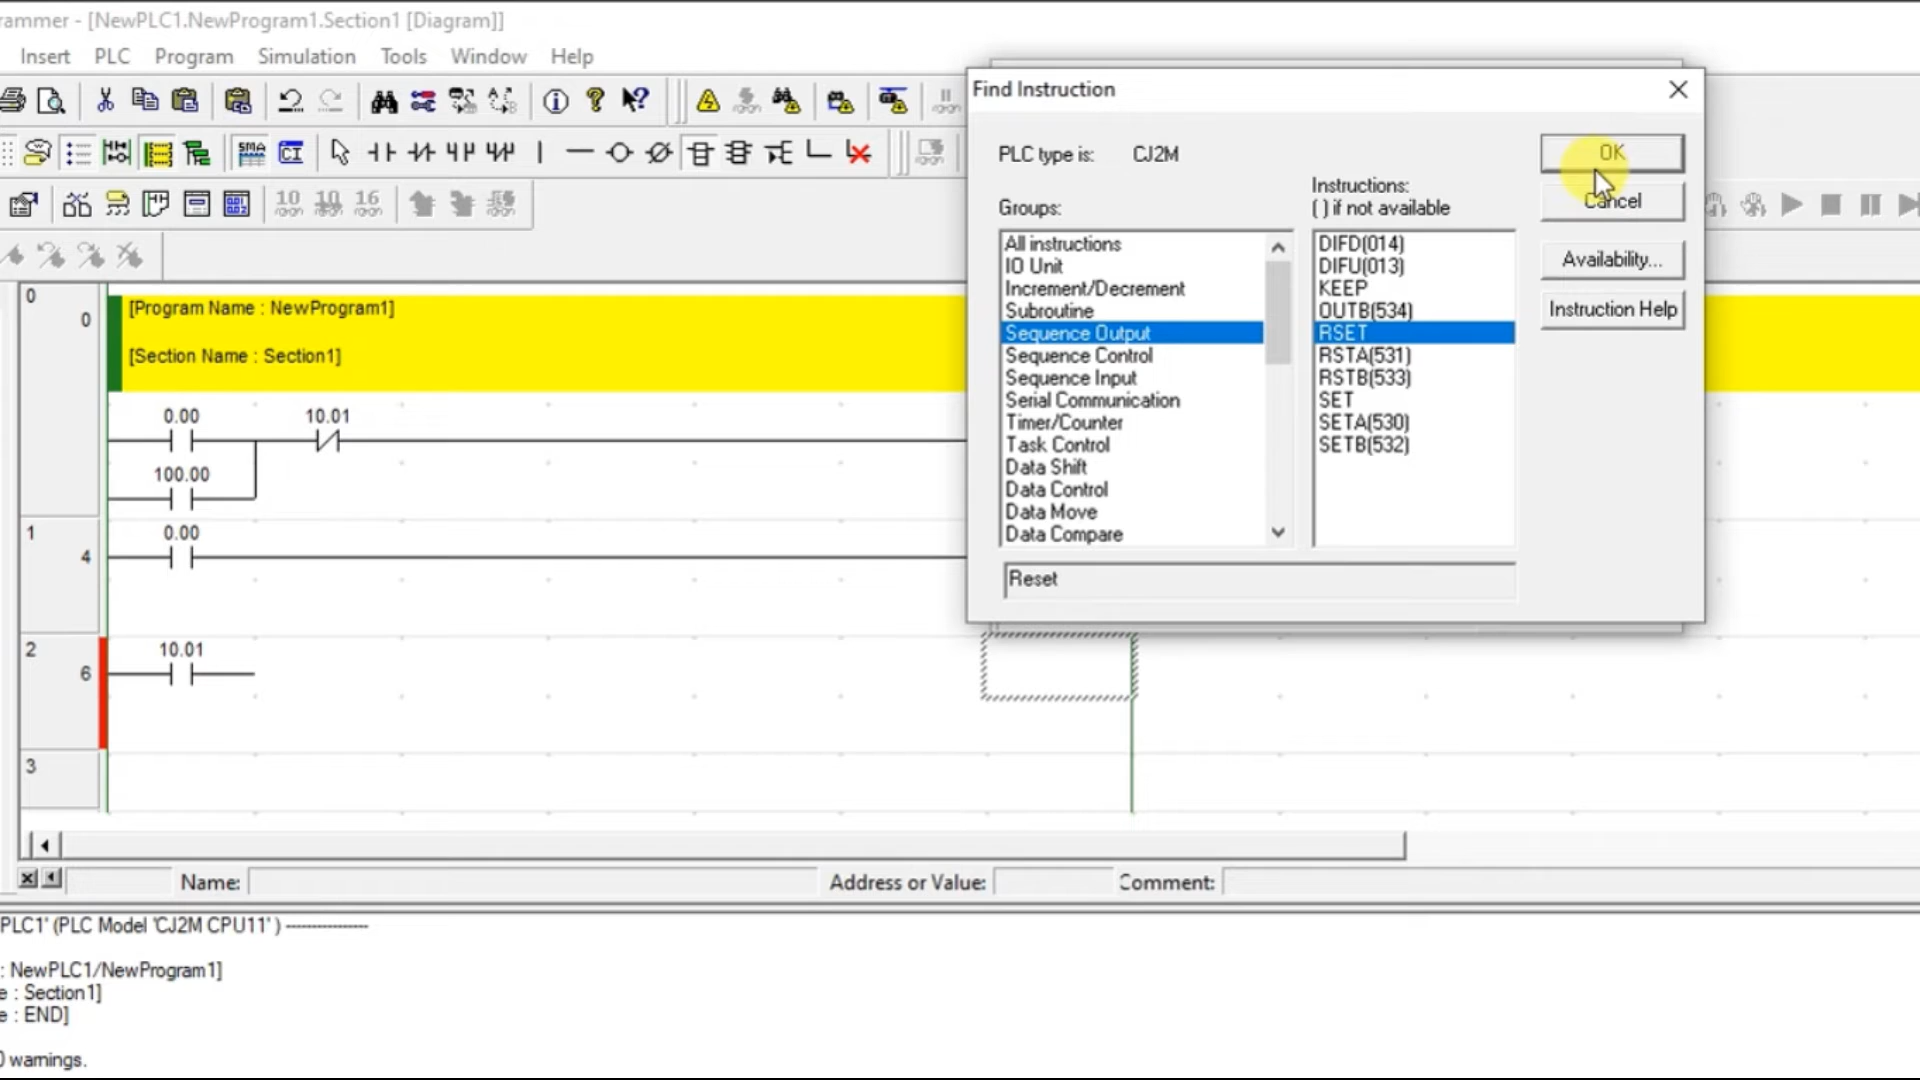 rammer - [NewPLC1.NewProgram1.Section1 [Diagram]]
Insert PLC Program Simulation Tools Window Help
SMA
CI
10 10 16
Find Instruction
PLC type is: CJ2M
OK
Cancel
Availability...
Instruction Help
Groups:
All instructions
IO Unit
Increment/Decrement
Subroutine
Sequence Output
Sequence Control
Sequence Input
Serial Communication
Timer/Counter
Task Control
Data Shift
Data Control
Data Move
Data Compare
Instructions:
( ) if not available
DIFD(014)
DIFU(013)
KEEP
OUTB(534)
RSET
RSTA(531)
RSTB(533)
SET
SETA(530)
SETB(532)
Reset
0
0
[Program Name : NewProgram1]
[Section Name : Section1]
0.00 10.01
100.00
1
4
0.00
2
6
10.01
3
Name: Address or Value: Comment:
PLC1' (PLC Model 'CJ2M CPU11' ) ----------------
: NewPLC1/NewProgram1]
e : Section1]
e : END]
0 warnings.